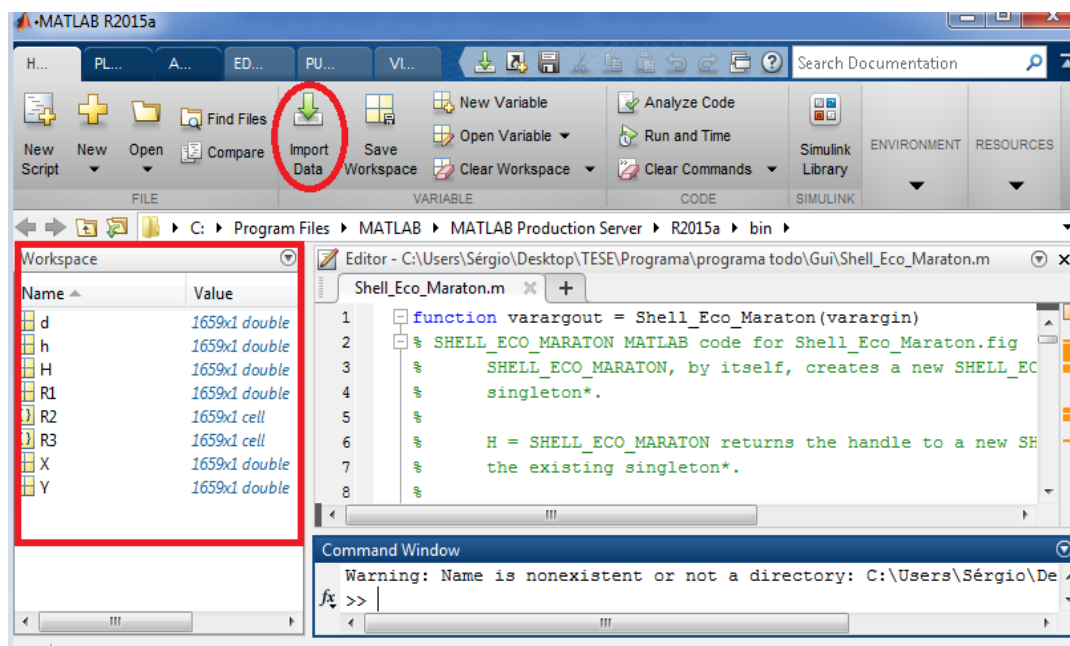 MATLAB R2015a
H... PL... A... ED... PU... VI... Search Documentation
New Script
New
Open
Find Files
Compare
Import Data
Save Workspace
New Variable
Open Variable
Clear Workspace
Analyze Code
Run and Time
Clear Commands
Simulink Library
ENVIRONMENT
RESOURCES
FILE VARIABLE CODE SIMULINK
C: Program Files MATLAB MATLAB Production Server R2015a bin
Workspace
Name Value
d 1659x1 double
h 1659x1 double
H 1659x1 double
R1 1659x1 double
R2 1659x1 cell
R3 1659x1 cell
X 1659x1 double
Y 1659x1 double
Editor - C:\Users\Sérgio\Desktop\TESE\Programa\programa todo\Gui\Shell_Eco_Maraton.m
Shell_Eco_Maraton.m
1 function varargout = Shell_Eco_Maraton(varargin)
2 % SHELL_ECO_MARATON MATLAB code for Shell_Eco_Maraton.fig
3 % SHELL_ECO_MARATON, by itself, creates a new SHELL_EC
4 % singleton*.
5 %
6 % H = SHELL_ECO_MARATON returns the handle to a new SH
7 % the existing singleton*.
8 %
Command Window
Warning: Name is nonexistent or not a directory: C:\Users\Sérgio\De
fx >>